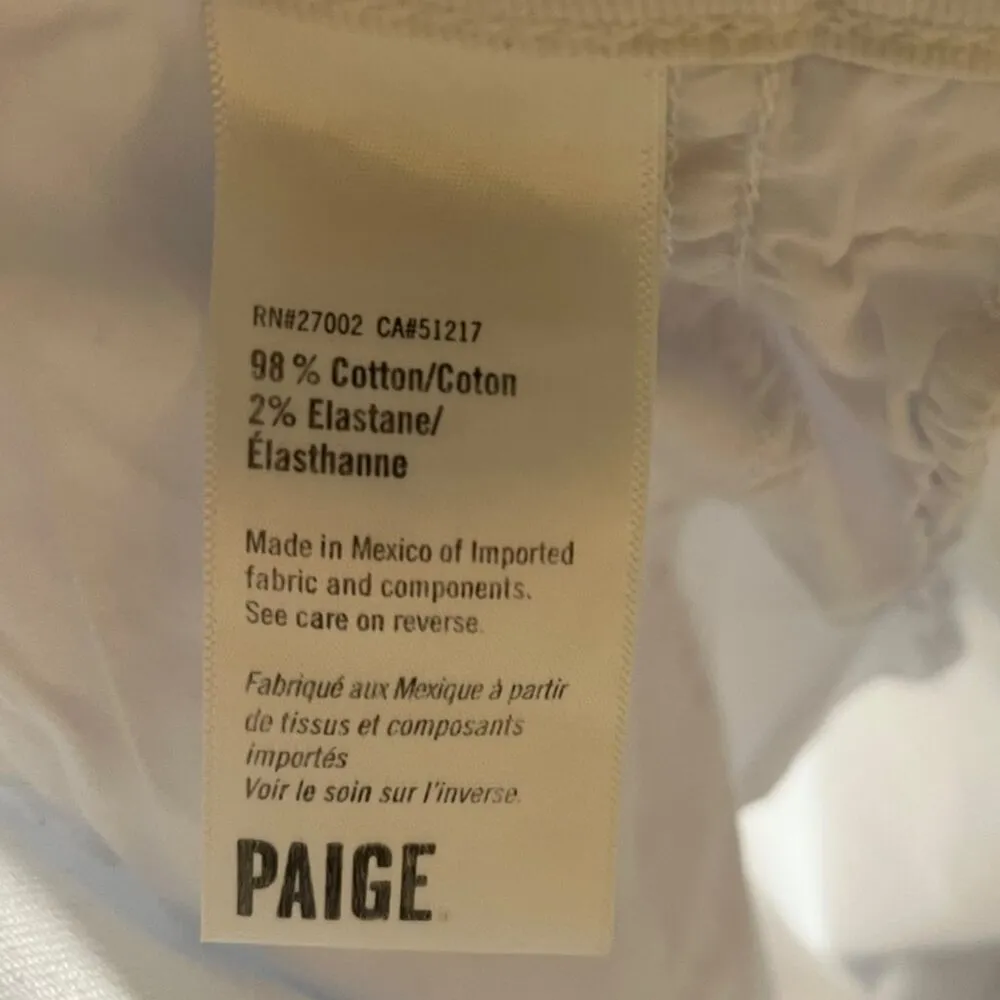 RN#27002 CA#51217
98 % Cotton/Coton
2% Elastane/
Élasthanne
Made in Mexico of Imported
fabric and components.
See care on reverse.
Fabriqué aux Mexique à partir
de tissus et composants
importés
Voir le soin sur l'inverse.
PAIGE